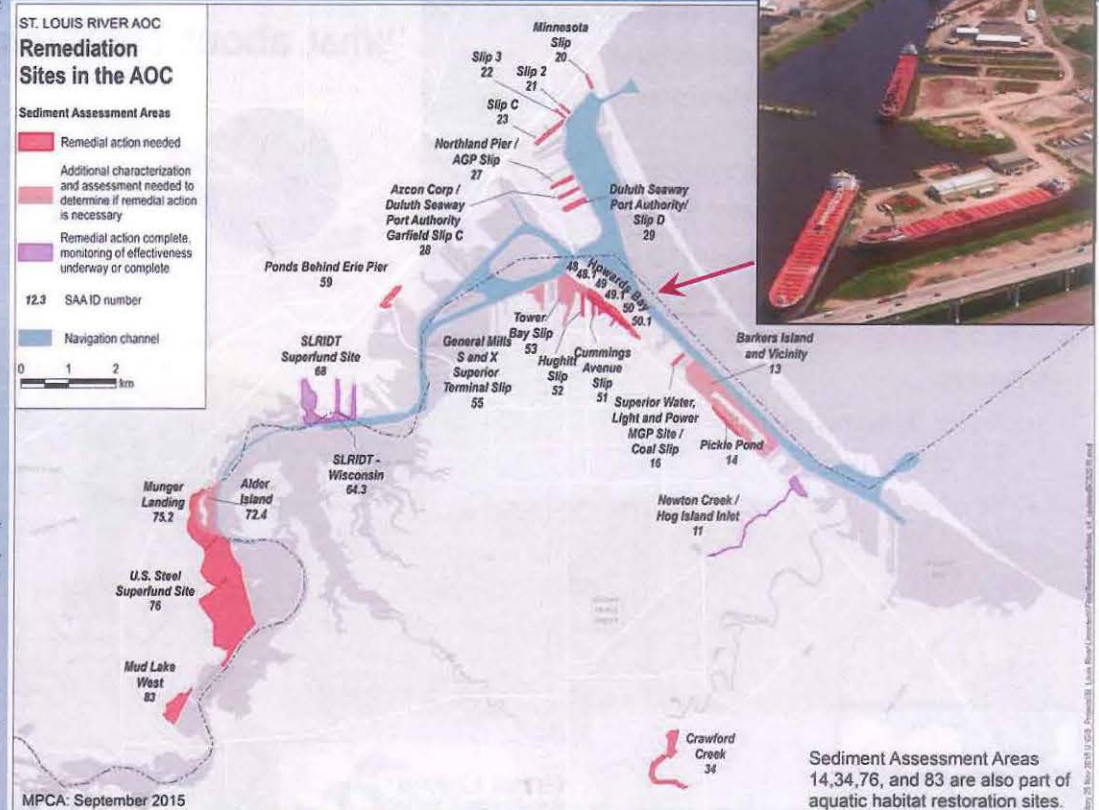 ST. LOUIS RIVER AOC
Remediation
Sites in the AOC
Sediment Assessment Areas
Remedial action needed
Additional characterization
and assessment needed to
determine if remedial action
is necessary
Remedial action complete,
monitoring of effectiveness
underway or complete
12.3 SAA ID number
Navigation channel
0 1 2
km
Minnesota
Slip
20
Slip 3
22
Slip 2
21
Slip C
23
Northland Pier /
AGP Slip
27
Azcon Corp /
Duluth Seaway
Port Authority
Garfield Slip C
28
Duluth Seaway
Port Authority/
Slip D
29
Ponds Behind Erie Pier
59
Howards Bay
48
48.1
49
49.1
50
50.1
SLRIDT
Superfund Site
68
General Mills
S and X
Superior
Terminal Slip
55
Tower
Bay Slip
53
Hughitt
Slip
52
Cummings
Avenue
Slip
51
Barkers Island
and Vicinity
13
Superior Water,
Light and Power
MGP Site /
Coal Slip
16
Pickle Pond
14
SLRIDT -
Wisconsin
64.3
Munger
Landing
75.2
Alder
Island
72.4
Newton Creek /
Hog Island Inlet
11
U.S. Steel
Superfund Site
76
Mud Lake
West
83
Crawford
Creek
34
Sediment Assessment Areas
14,34,76, and 83 are also part of
aquatic habitat restoration sites.
MPCA: September 2015